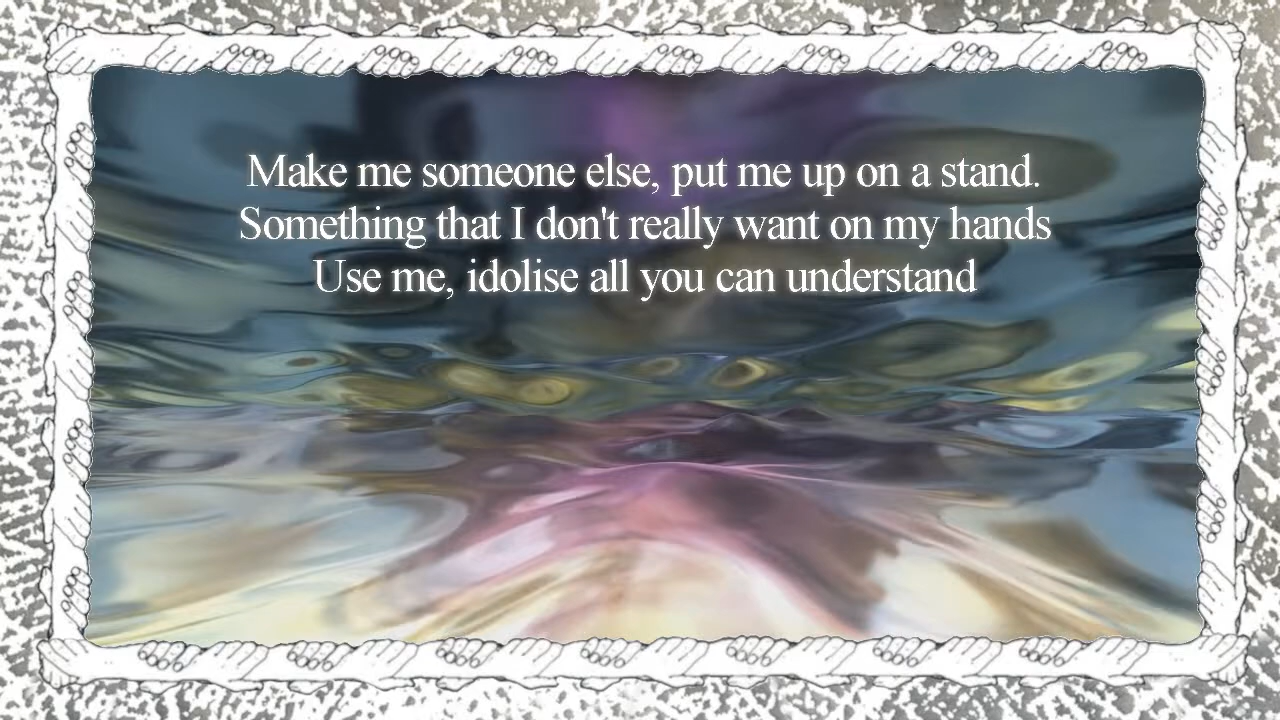 Make me someone else, put me up on a stand.
Something that I don't really want on my hands
Use me, idolise all you can understand